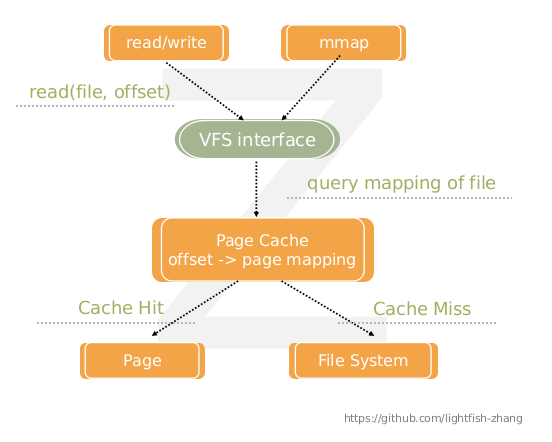 read/write
mmap
read(file, offset)
VFS interface
query mapping of file
Page Cache
offset -> page mapping
Cache Hit
Cache Miss
Page
File System
https://github.com/lightfish-zhang
Z